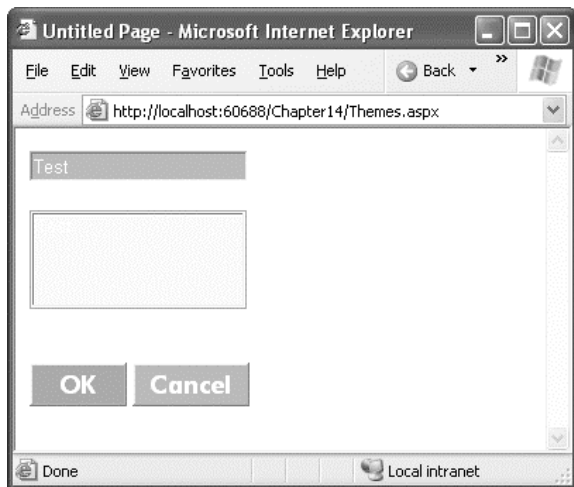 Untitled Page - Microsoft Internet Explorer
File Edit View Favorites Tools Help Back »
Address http://localhost:60688/Chapter14/Themes.aspx
Test
OK Cancel
Done Local intranet